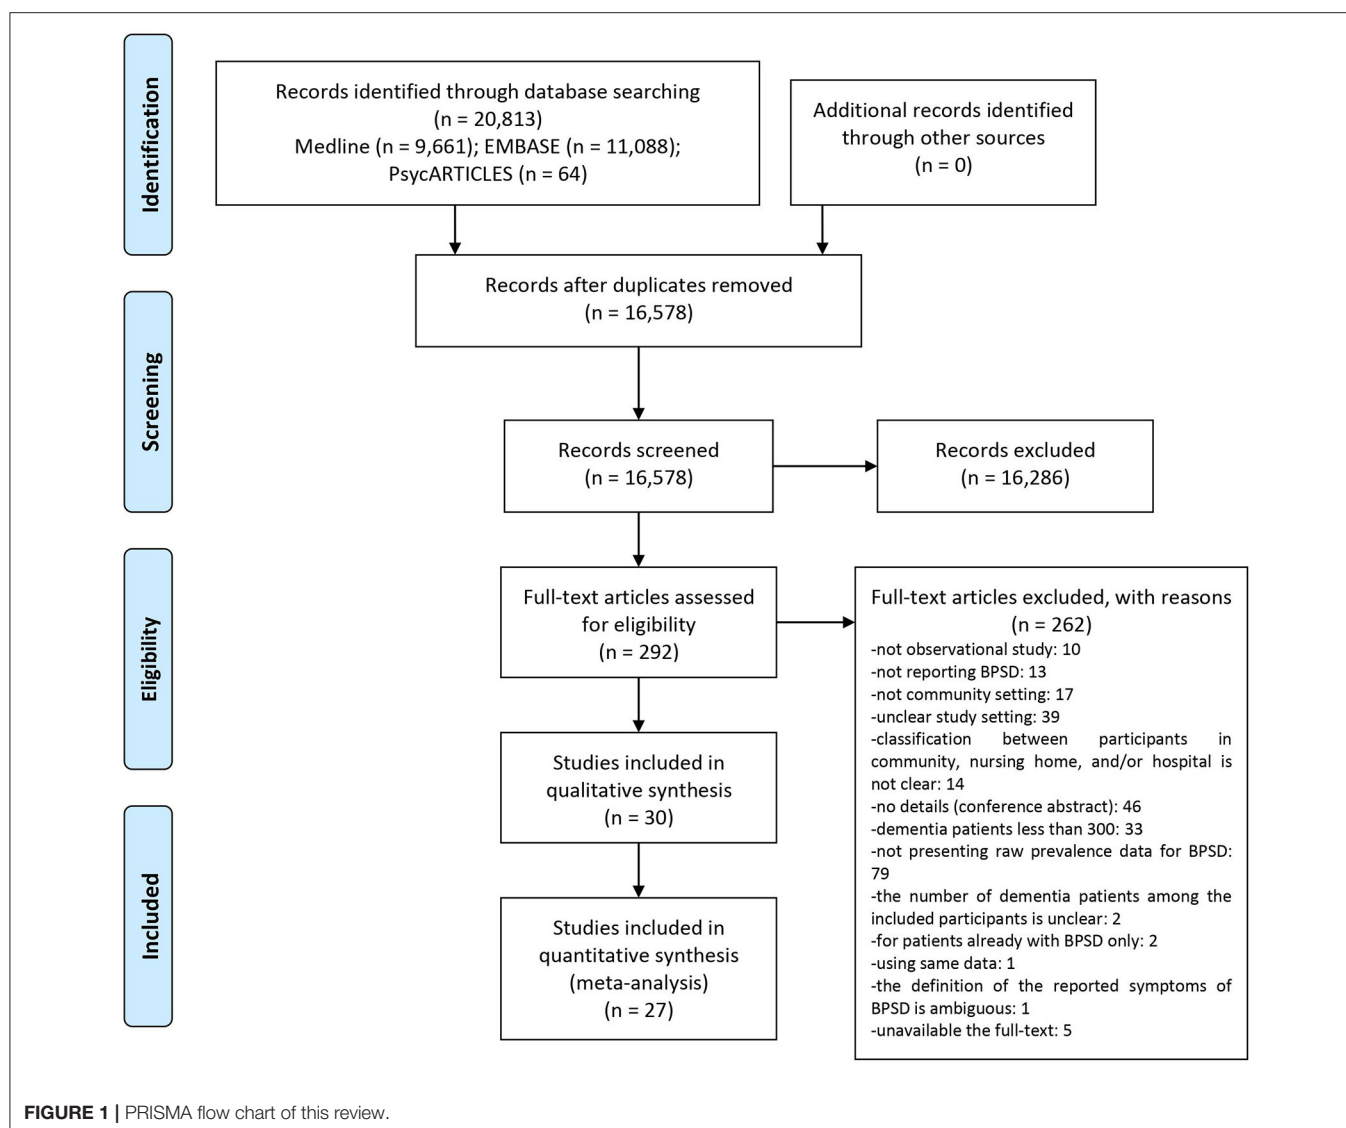 Identification
Records identified through database searching
(n = 20,813)
Medline (n = 9,661); EMBASE (n = 11,088);
PsycARTICLES (n = 64)
Additional records identified
through other sources
(n = 0)
Records after duplicates removed
(n = 16,578)
Screening
Records screened
(n = 16,578)
Records excluded
(n = 16,286)
Eligibility
Full-text articles assessed
for eligibility
(n = 292)
Full-text articles excluded, with reasons
(n = 262)
-not observational study: 10
-not reporting BPSD: 13
-not community setting: 17
-unclear study setting: 39
-classification between participants in
community, nursing home, and/or hospital is
not clear: 14
-no details (conference abstract): 46
-dementia patients less than 300: 33
-not presenting raw prevalence data for BPSD:
79
-the number of dementia patients among the
included participants is unclear: 2
-for patients already with BPSD only: 2
-using same data: 1
-the definition of the reported symptoms of
BPSD is ambiguous: 1
-unavailable the full-text: 5
Studies included in
qualitative synthesis
(n = 30)
Included
Studies included in
quantitative synthesis
(meta-analysis)
(n = 27)
FIGURE 1 | PRISMA flow chart of this review.